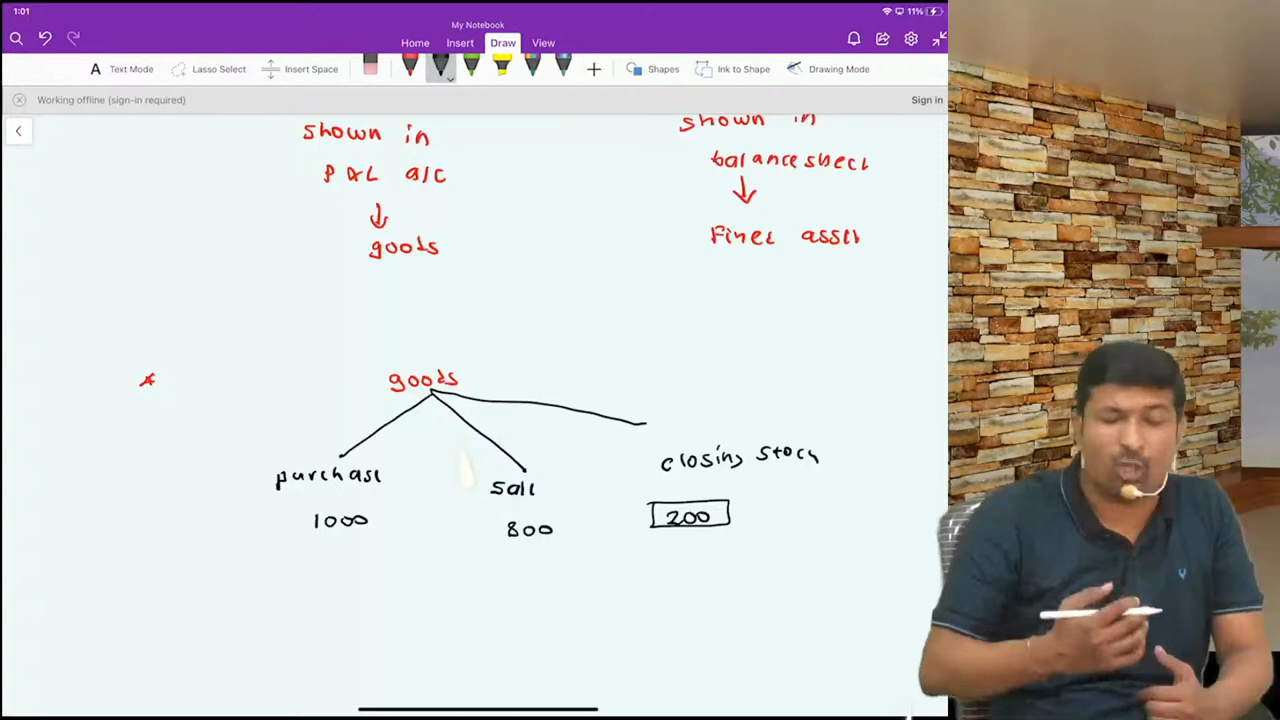 1:01
11%
My Notebook
Home Insert Draw View
Text Mode Lasso Select Insert Space Shapes Ink to Shape Drawing Mode
Working offline (sign-in required) Sign in
shown in
P&L a/c
goods
shown in
balance sheet
Fixed asset
goods
purchase
1000
sale
800
closing stock
200